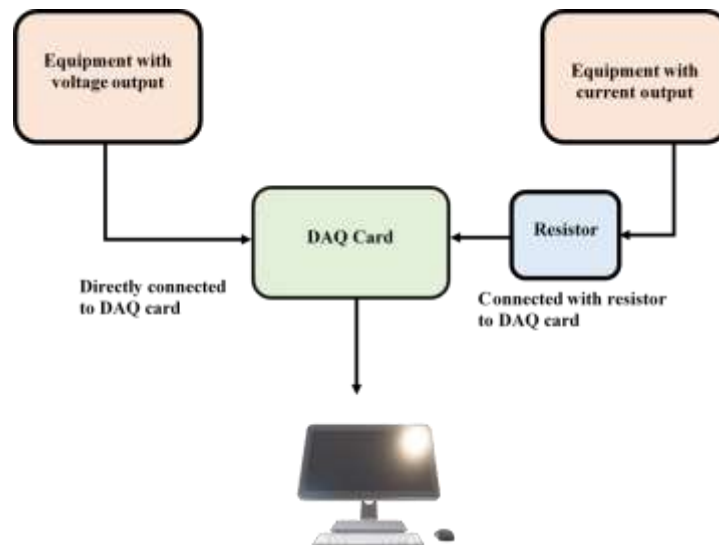 Equipment with
voltage output
Equipment with
current output
DAQ Card
Resistor
Directly connected
to DAQ card
Connected with resistor
to DAQ card